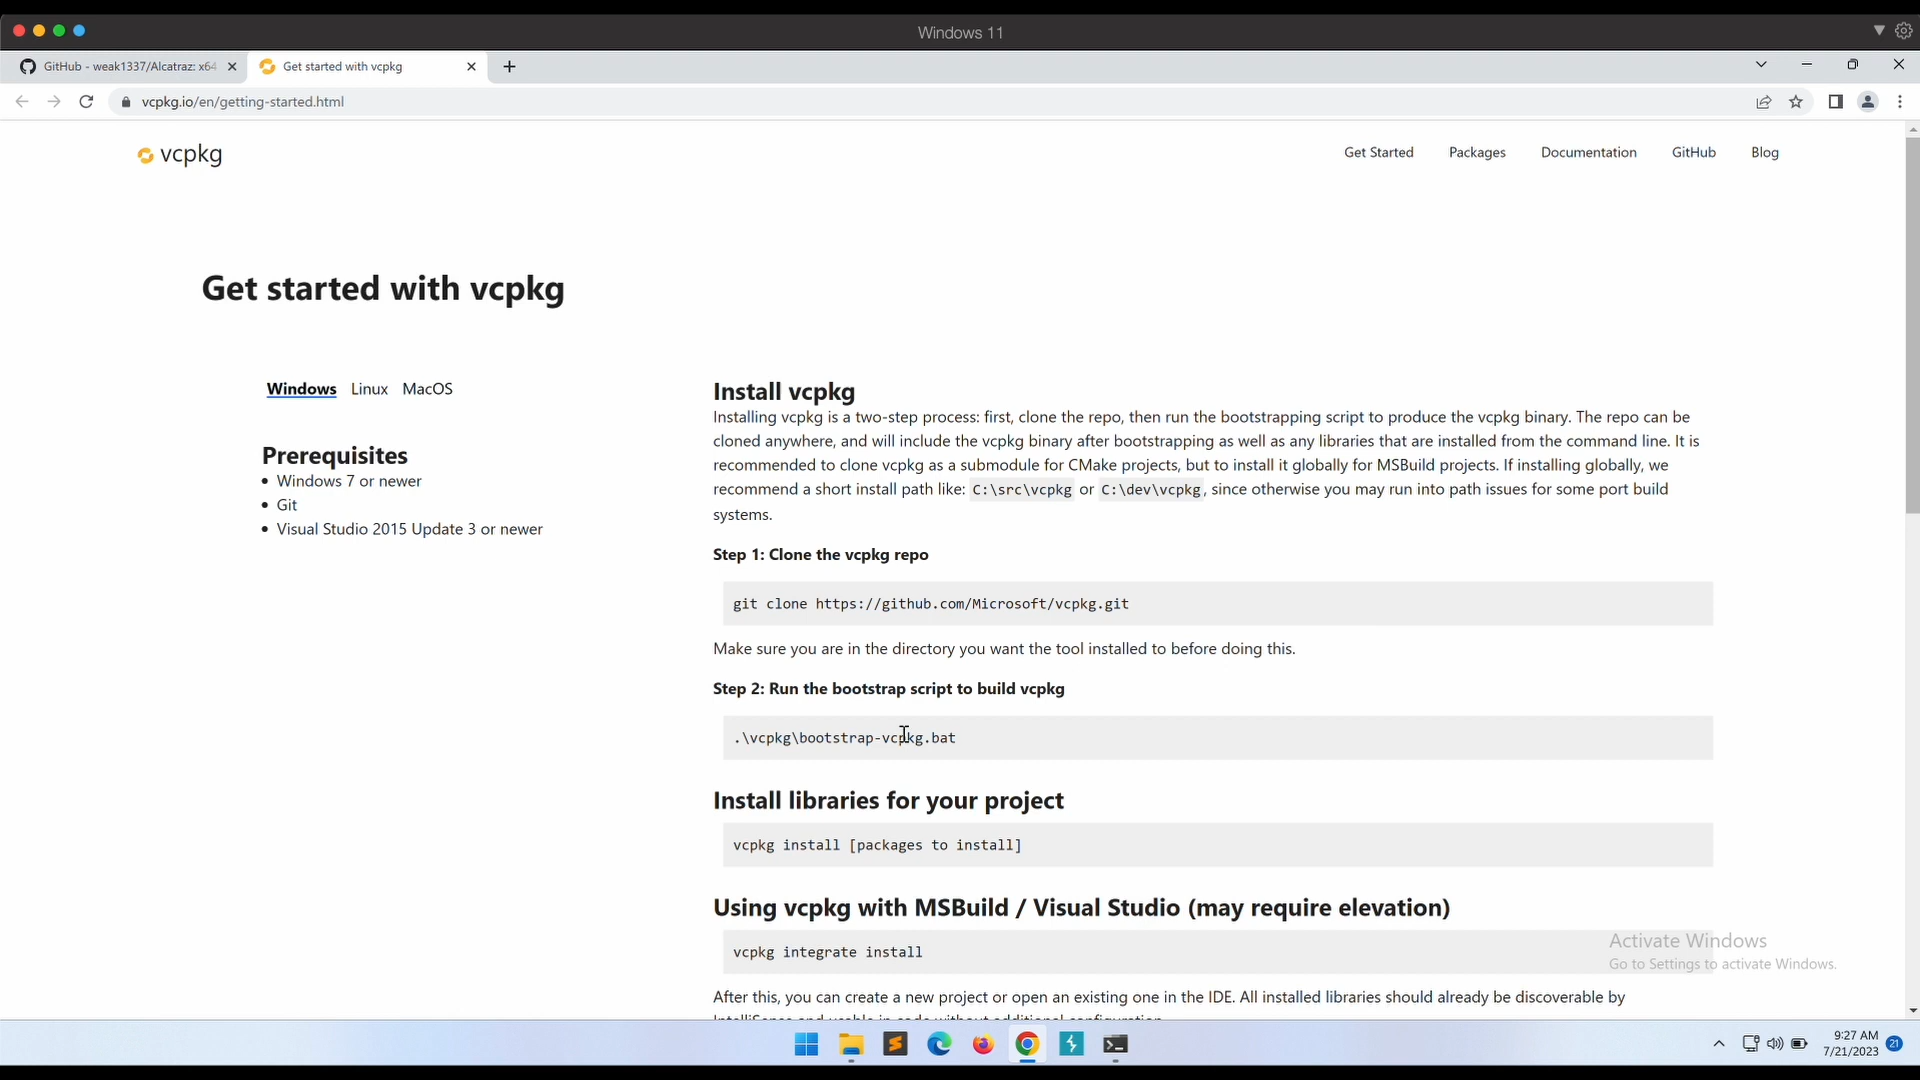 Windows 11
GitHub - weak1337/Alcatraz: x64
Get started with vcpkg
vcpkg.io/en/getting-started.html
vcpkg
Get Started
Packages
Documentation
GitHub
Blog
Get started with vcpkg
Windows Linux MacOS
Prerequisites
Windows 7 or newer
Git
Visual Studio 2015 Update 3 or newer
Install vcpkg
Installing vcpkg is a two-step process: first, clone the repo, then run the bootstrapping script to produce the vcpkg binary. The repo can be
cloned anywhere, and will include the vcpkg binary after bootstrapping as well as any libraries that are installed from the command line. It is
recommended to clone vcpkg as a submodule for CMake projects, but to install it globally for MSBuild projects. If installing globally, we
recommend a short install path like: C:\src\vcpkg or C:\dev\vcpkg, since otherwise you may run into path issues for some port build
systems.
Step 1: Clone the vcpkg repo
git clone https://github.com/Microsoft/vcpkg.git
Make sure you are in the directory you want the tool installed to before doing this.
Step 2: Run the bootstrap script to build vcpkg
.\vcpkg\bootstrap-vcpkg.bat
Install libraries for your project
vcpkg install [packages to install]
Using vcpkg with MSBuild / Visual Studio (may require elevation)
vcpkg integrate install
After this, you can create a new project or open an existing one in the IDE. All installed libraries should already be discoverable by
IntelliSense and usable in code without additional configuration.
Activate Windows
Go to Settings to activate Windows.
9:27 AM
7/21/2023
21